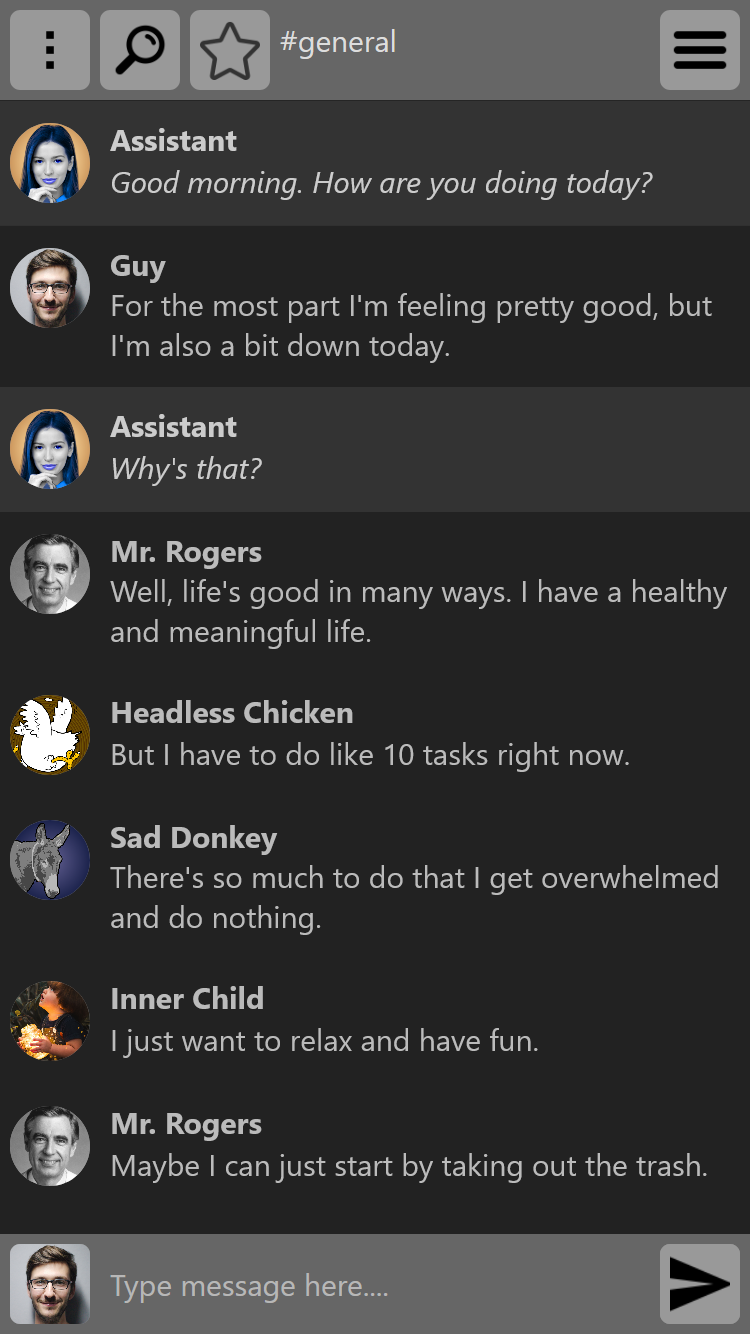 #general
Assistant
Good morning. How are you doing today?
Guy
For the most part I'm feeling pretty good, but
I'm also a bit down today.
Assistant
Why's that?
Mr. Rogers
Well, life's good in many ways. I have a healthy
and meaningful life.
Headless Chicken
But I have to do like 10 tasks right now.
Sad Donkey
There's so much to do that I get overwhelmed
and do nothing.
Inner Child
I just want to relax and have fun.
Mr. Rogers
Maybe I can just start by taking out the trash.
Type message here....